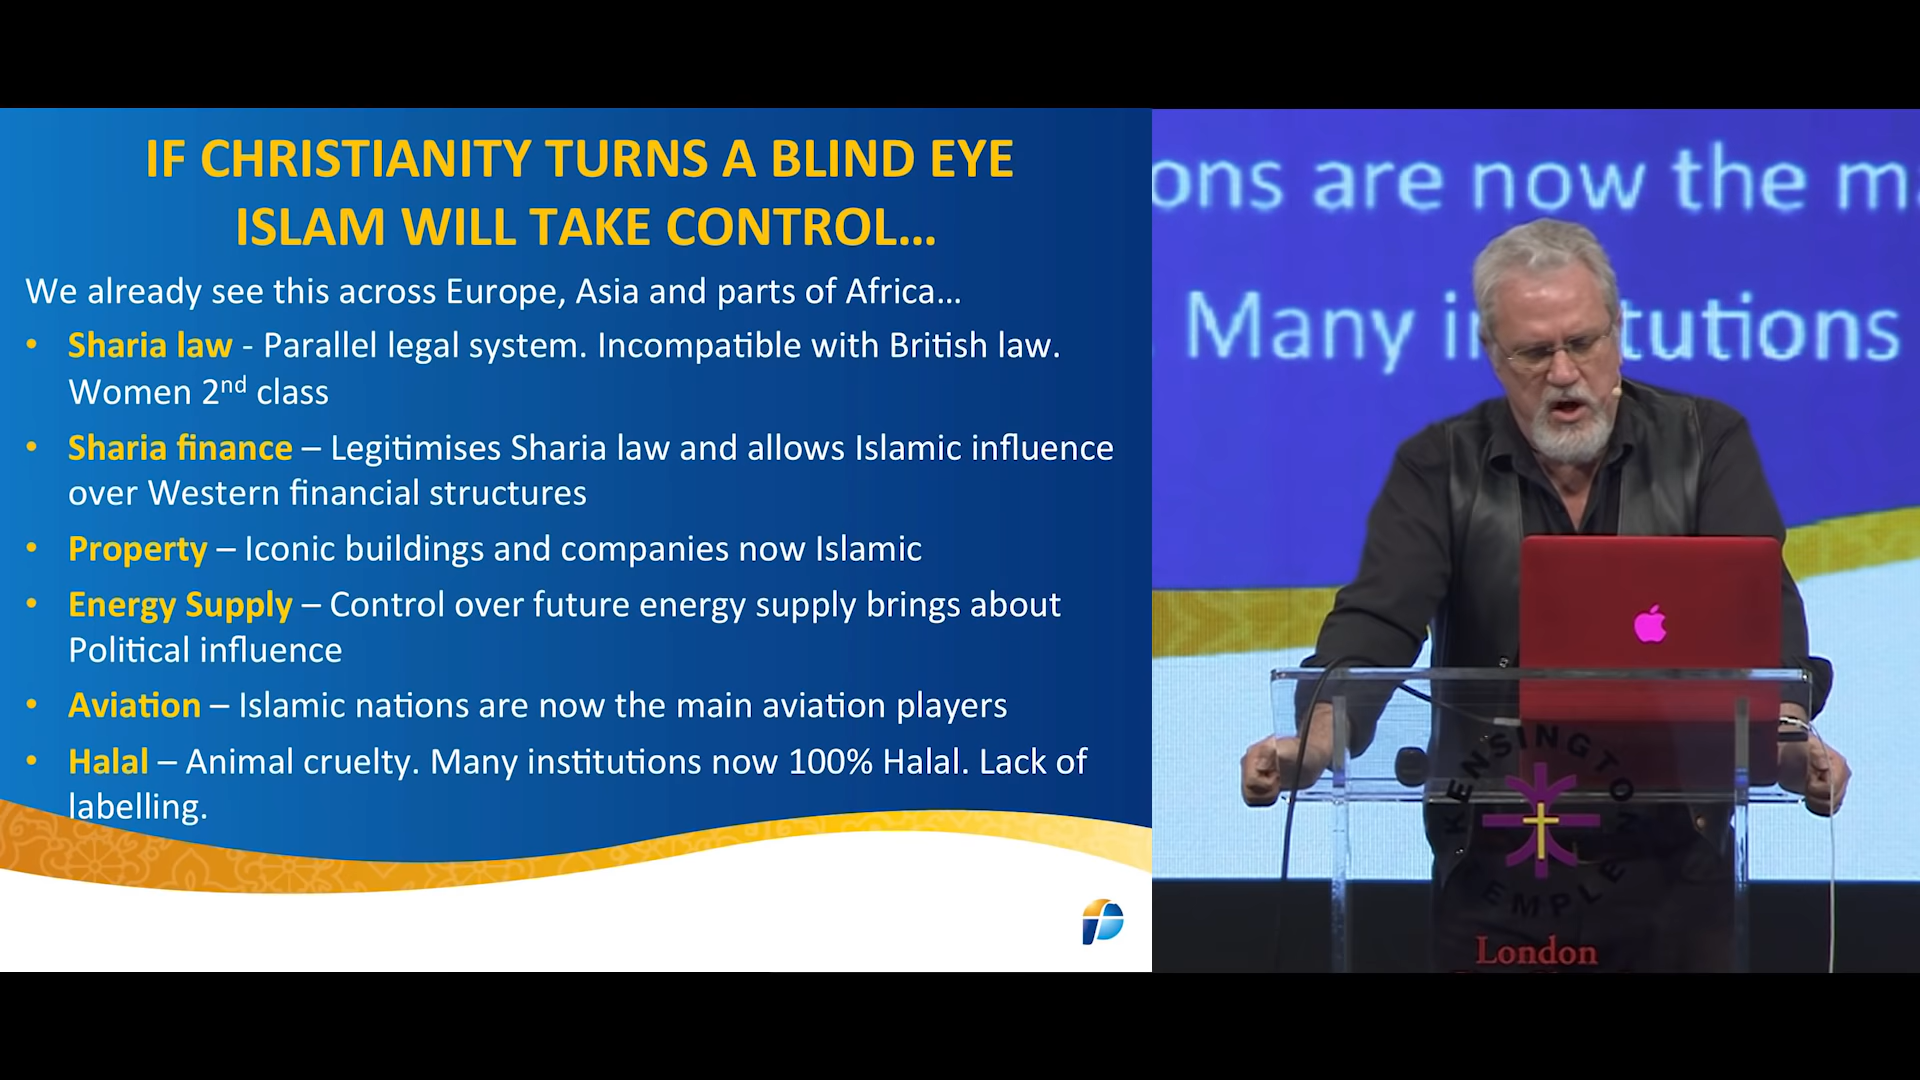 IF CHRISTIANITY TURNS A BLIND EYE
ISLAM WILL TAKE CONTROL...
We already see this across Europe, Asia and parts of Africa...
• Sharia law - Parallel legal system. Incompatible with British law.
Women 2nd class
• Sharia finance – Legitimises Sharia law and allows Islamic influence
over Western financial structures
• Property – Iconic buildings and companies now Islamic
• Energy Supply – Control over future energy supply brings about
Political influence
• Aviation – Islamic nations are now the main aviation players
• Halal – Animal cruelty. Many institutions now 100% Halal. Lack of
labelling.
ons are now the ma
. Many in tutions
KENSINGTON
TEMPLE
London